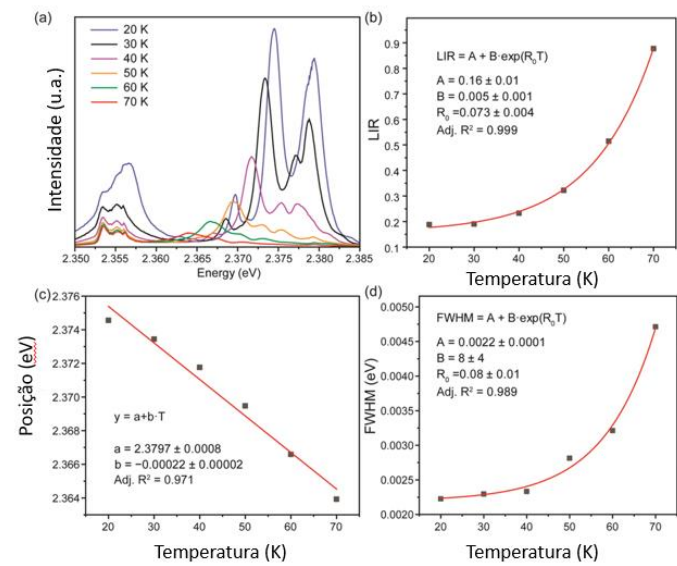 (a)
Intensidade (u.a.)
20 K
30 K
40 K
50 K
60 K
70 K
2.350 2.355 2.360 2.365 2.370 2.375 2.380 2.385
Energy (eV)
(b)
LIR
0.9
0.8
0.7
0.6
0.5
0.4
0.3
0.2
0.1
LIR = A + B·exp(R₀T)
A = 0.16 ± 0.01
B = 0.005 ± 0.001
R₀ =0.073 ± 0.004
Adj. R² = 0.999
20 30 40 50 60 70
Temperatura (K)
(c)
Posição (eV)
2.376
2.374
2.372
2.370
2.368
2.366
2.364
y = a+b·T
a = 2.3797 ± 0.0008
b = −0.00022 ± 0.00002
Adj. R² = 0.971
20 30 40 50 60 70
Temperatura (K)
(d)
FWHM (eV)
0.0050
0.0045
0.0040
0.0035
0.0030
0.0025
0.0020
FWHM = A + B·exp(R₀T)
A = 0.0022 ± 0.0001
B = 8 ± 4
R₀ = 0.08 ± 0.01
Adj. R² = 0.989
20 30 40 50 60 70
Temperatura (K)